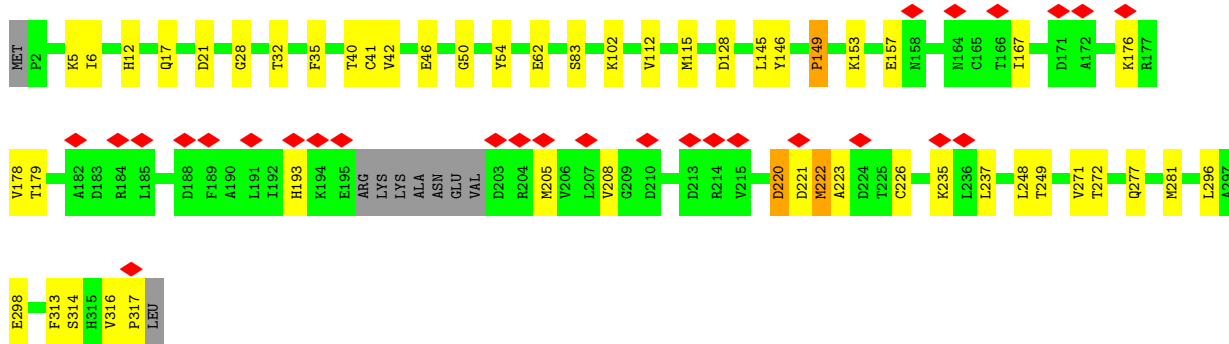 MET P2 K5 I6 H12 Q17 D21 G28 T32 F35 T40 C41 V42 E46 G50 Y54 E62 S83 K102 V112 M115 D128 L145 Y146 P149 K153 E157 N158 N164 C165 T166 I167 D171 A172 K176 R177
V178 T179 A182 D183 R184 L185 D188 F189 A190 L191 I192 H193 K194 E195 ARG LYS LYS ALA ASN GLU VAL D203 R204 M205 V206 L207 V208 G209 D210 D213 R214 V215 D220 D221 M222 A223 D224 T225 C226 K235 L236 L237 L248 T249 V271 T272 Q277 M281 L296 A297
E298 F313 S314 H315 V316 P317 LEU